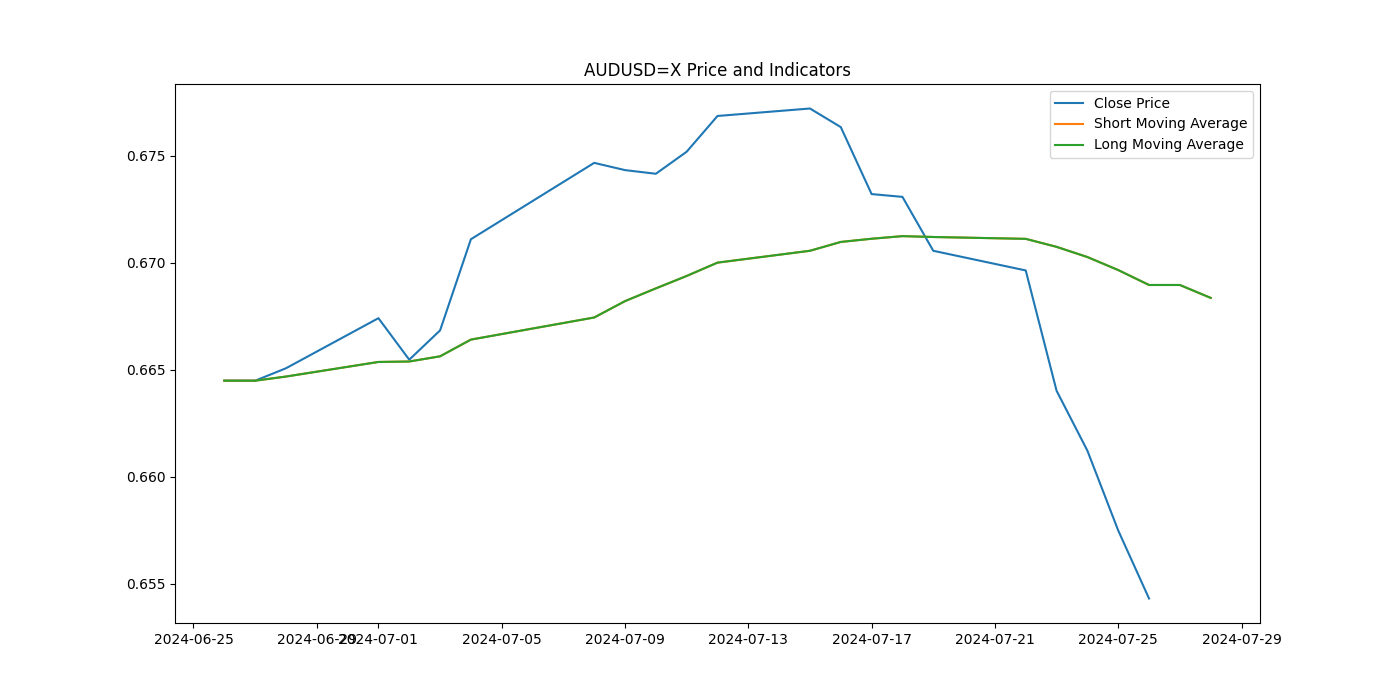 AUDUSD=X Price and Indicators
Close Price
Short Moving Average
Long Moving Average
0.675
0.670
0.665
0.660
0.655
2024-06-25 2024-06-29 2024-07-01 2024-07-05 2024-07-09 2024-07-13 2024-07-17 2024-07-21 2024-07-25 2024-07-29